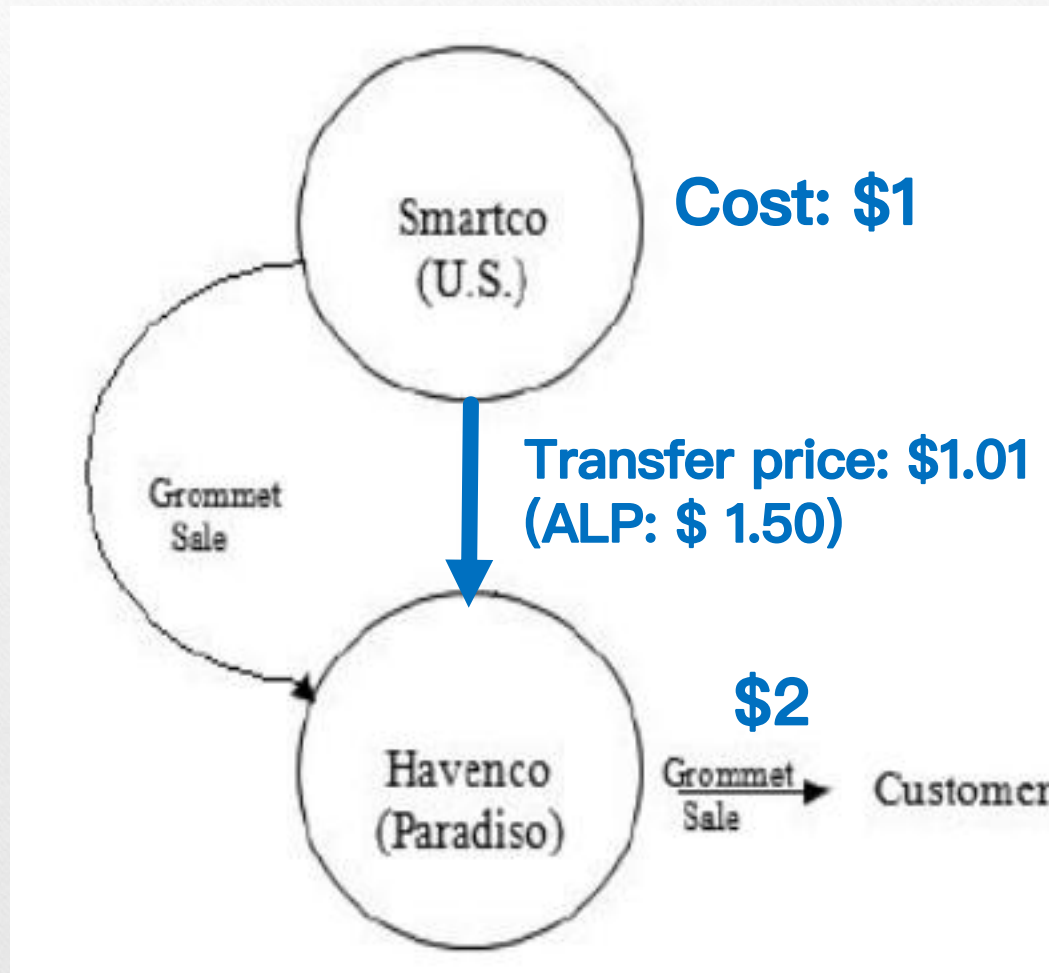 Smartco
(U.S.)
Cost: $1
Transfer price: $1.01
(ALP: $ 1.50)
Grommet
Sale
$2
Havenco
(Paradiso)
Grommet
Sale
Customer